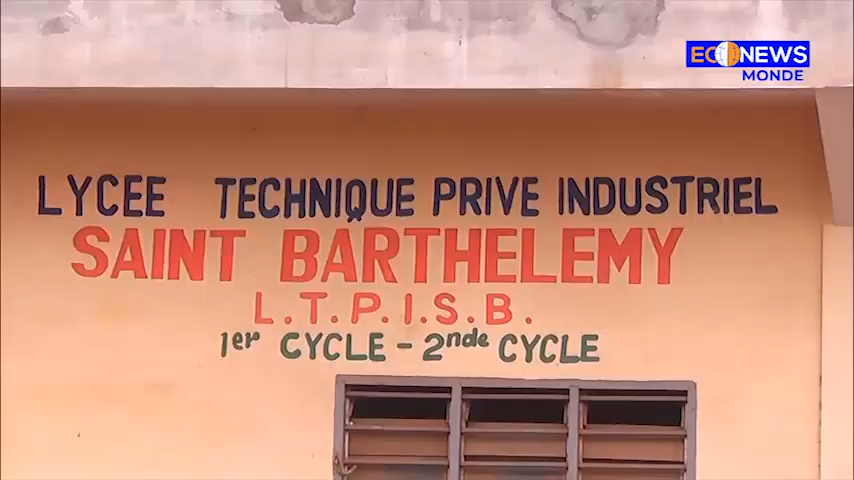 ECONEWS
MONDE
LYCEE TECHNIQUE PRIVE INDUSTRIEL
SAINT BARTHELEMY
L.T.P.I.S.B.
1er CYCLE - 2nde CYCLE